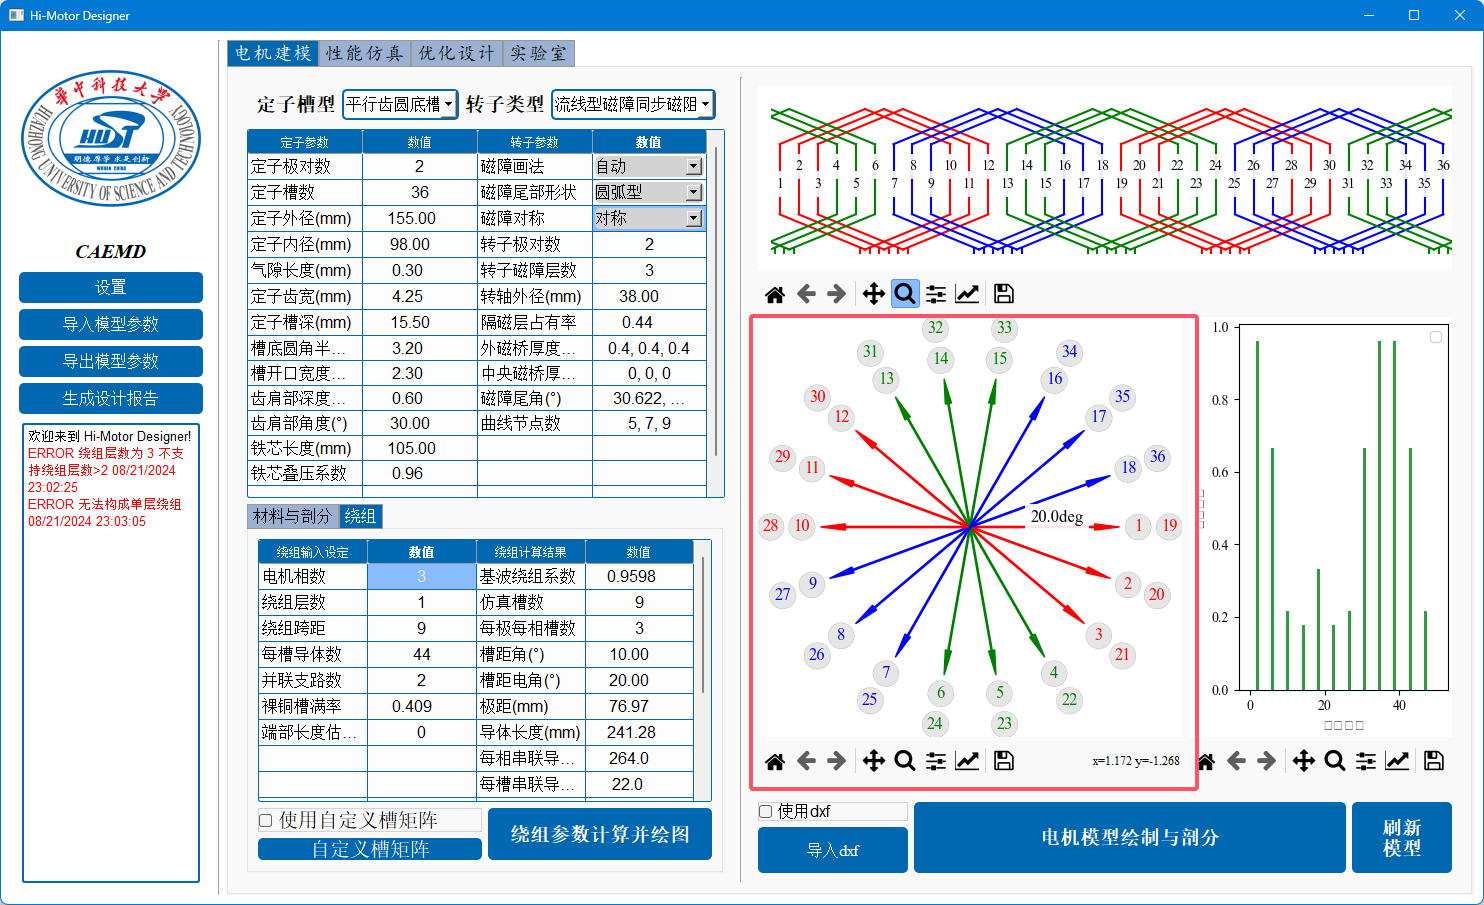 Hi-Motor Designer
华中科技大学
HUAZHONG UNIVERSITY OF SCIENCE AND TECHNOLOGY
HUST
明德 厚学 求是 创新
WUHAN CHINA
CAEMD
设置
导入模型参数
导出模型参数
生成设计报告
欢迎来到 Hi-Motor Designer!
ERROR 绕组层数为 3 不支
持绕组层数>2 08/21/2024
23:02:25
ERROR 无法构成单层绕组
08/21/2024 23:03:05
电机建模 性能仿真 优化设计 实验室
定子槽型 平行齿圆底槽 转子类型 流线型磁障同步磁阻
定子参数 数值 转子参数 数值
定子极对数 2 磁障画法 自动
定子槽数 36 磁障尾部形状 圆弧型
定子外径(mm) 155.00 磁障对称 对称
定子内径(mm) 98.00 转子极对数 2
气隙长度(mm) 0.30 转子磁障层数 3
定子齿宽(mm) 4.25 转轴外径(mm) 38.00
定子槽深(mm) 15.50 隔磁层占有率 0.44
槽底圆角半... 3.20 外磁桥厚度... 0.4, 0.4, 0.4
槽开口宽度... 2.30 中央磁桥厚... 0, 0, 0
齿肩部深度... 0.60 磁障尾角(°) 30.622, ...
齿肩部角度(°) 30.00 曲线节点数 5, 7, 9
铁芯长度(mm) 105.00
铁芯叠压系数 0.96
材料与剖分 绕组
绕组输入设定 数值 绕组计算结果 数值
电机相数 3 基波绕组系数 0.9598
绕组层数 1 仿真槽数 9
绕组跨距 9 每极每相槽数 3
每槽导体数 44 槽距角(°) 10.00
并联支路数 2 槽距电角(°) 20.00
裸铜槽满率 0.409 极距(mm) 76.97
端部长度估... 0 导体长度(mm) 241.28
每相串联导... 264.0
每槽串联导... 22.0
使用自定义槽矩阵
自定义槽矩阵
绕组参数计算并绘图
2 4 6 8 10 12 14 16 18 20 22 24 26 28 30 32 34 36
1 3 5 7 9 11 13 15 17 19 21 23 25 27 29 31 33 35
32 33
31 14 15 34
13 16
30 35
12 17
29 11 18 36
20.0deg
28 10 1 19
27 9 2 20
8 3
26 21
7 4
25 6 5 22
24 23
x=1.172 y=-1.268
1.0
0.8
0.6
0.4
0.2
0.0
0 20 40
使用dxf
导入dxf
电机模型绘制与剖分
刷新
模型